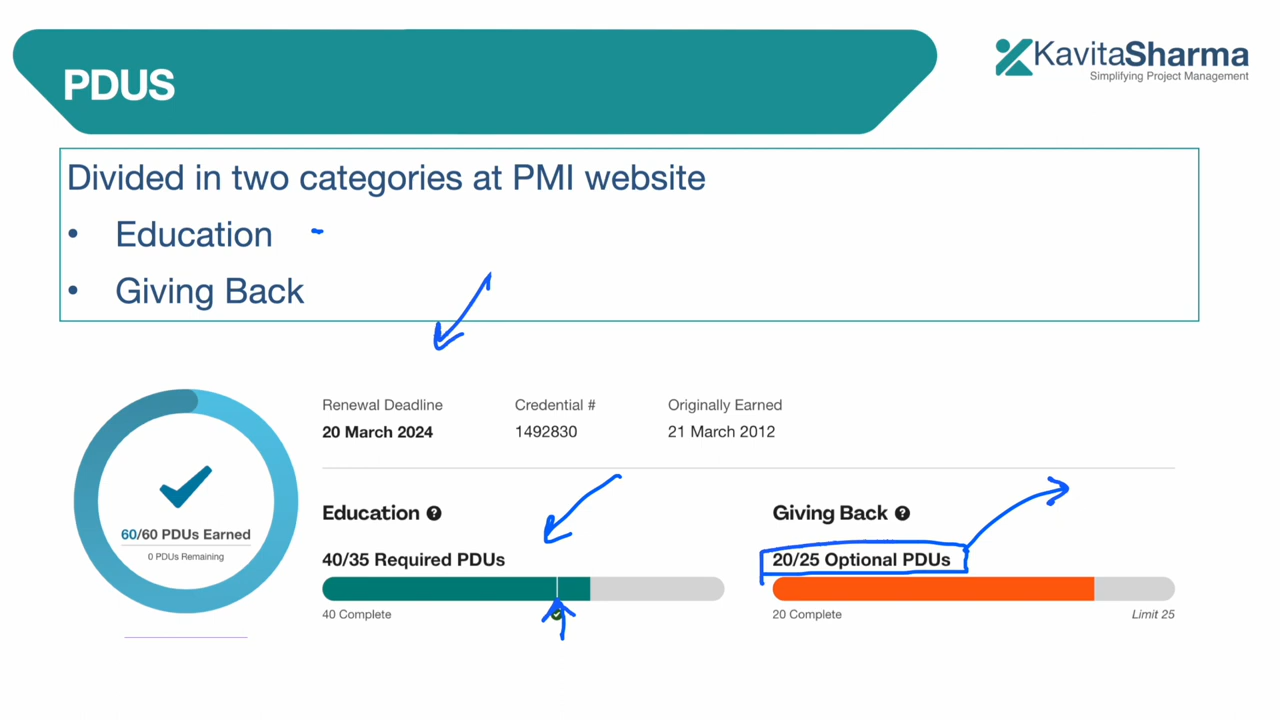 PDUS
KavitaSharma
Simplifying Project Management
Divided in two categories at PMI website
• Education
• Giving Back
Renewal Deadline
20 March 2024
Credential #
1492830
Originally Earned
21 March 2012
60/60 PDUs Earned
0 PDUs Remaining
Education ?
40/35 Required PDUs
40 Complete
Giving Back ?
20/25 Optional PDUs
20 Complete
Limit 25